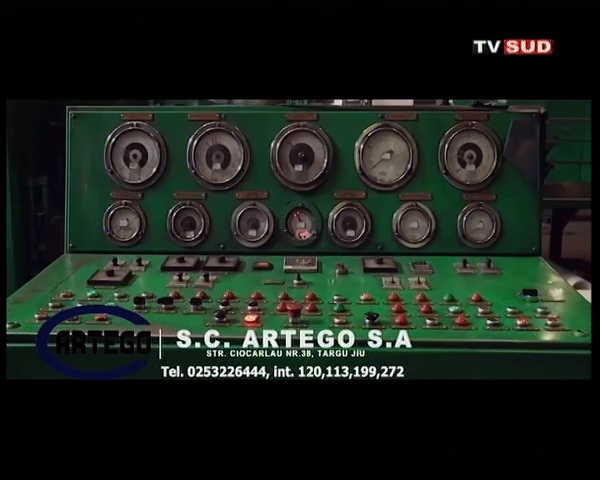 TV SUD
ARTEGO
S.C. ARTEGO S.A
STR. CIOCARLAU NR.38, TARGU JIU
Tel. 0253226444, int. 120,113,199,272